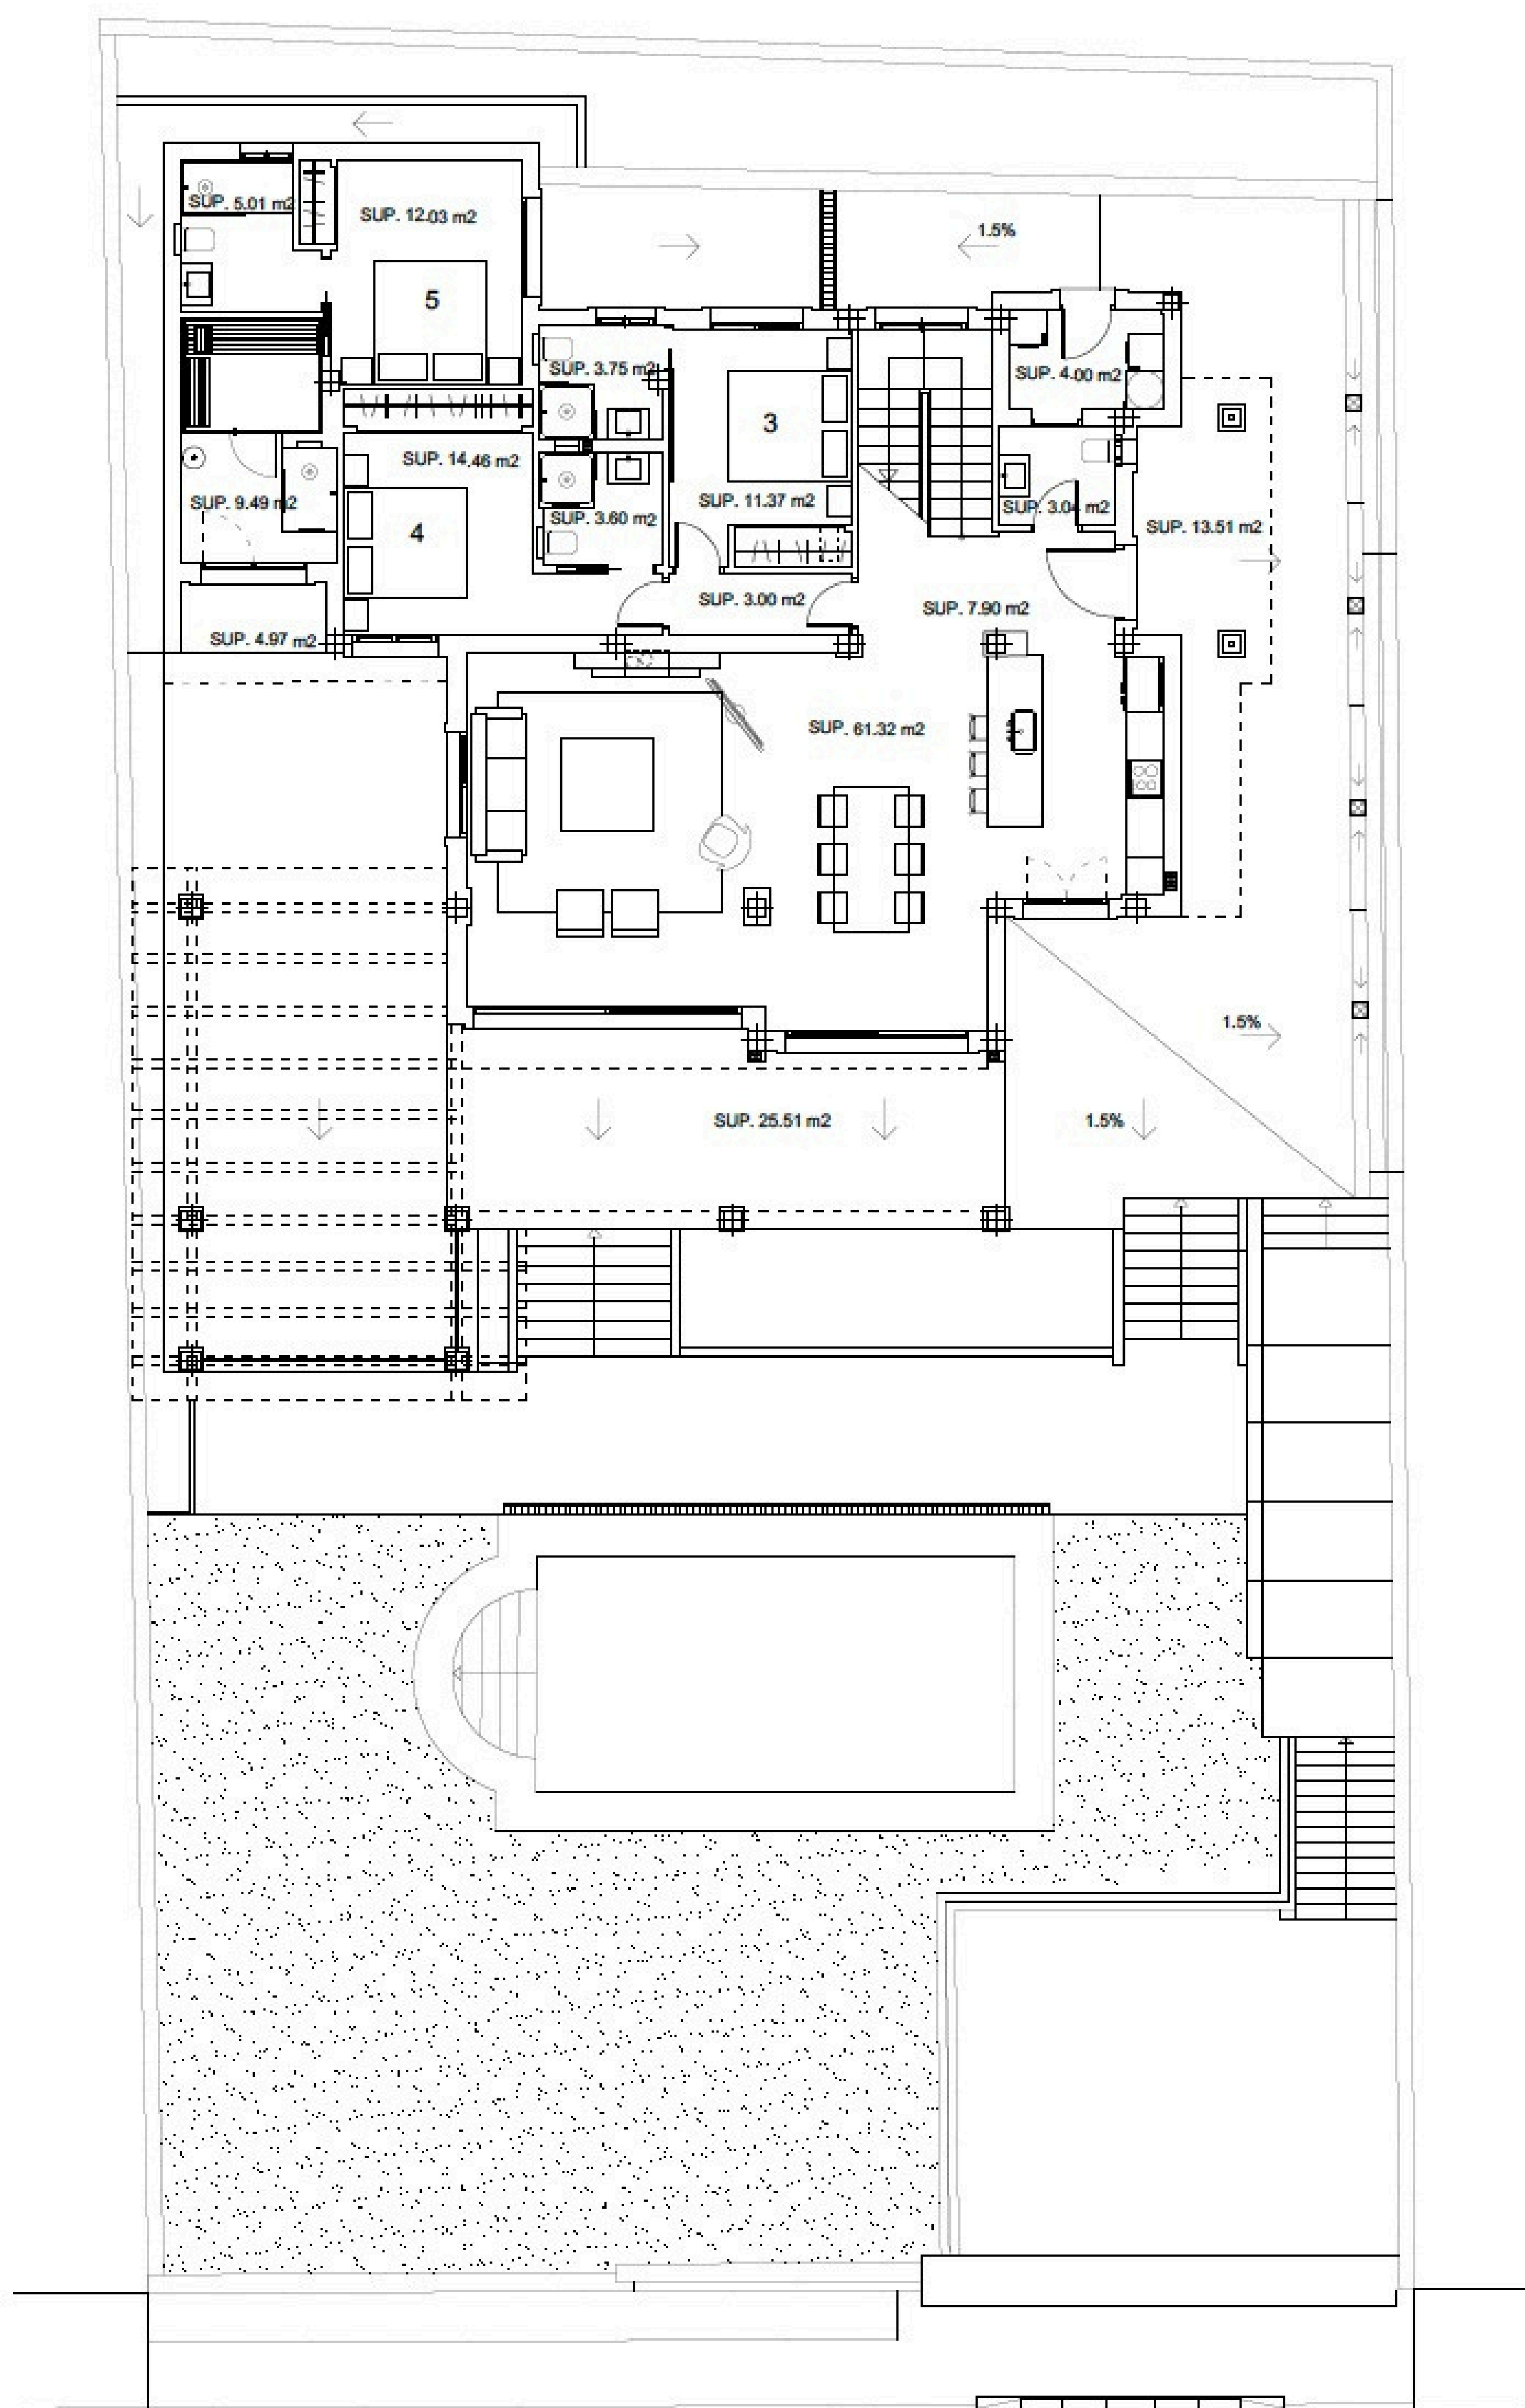 SUP. 5.01 m2
SUP. 12.03 m2
1.5%
5
SUP. 3.75 m2
SUP. 4.00 m2
3
SUP. 14.46 m2
SUP. 9.49 m2
SUP. 11.37 m2
SUP. 3.04 m2
SUP. 3.60 m2
SUP. 13.51 m2
4
SUP. 3.00 m2
SUP. 7.90 m2
SUP. 4.97 m2
SUP. 61.32 m2
1.5%
SUP. 25.51 m2
1.5%